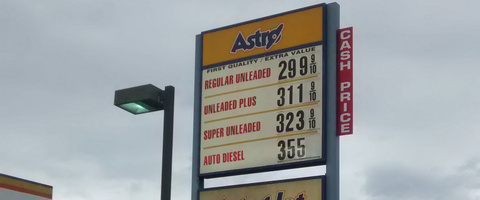 Astro
FIRST QUALITY / EXTRA VALUE
REGULAR UNLEADED 299 9/10
UNLEADED PLUS 311 9/10
SUPER UNLEADED 323 9/10
AUTO DIESEL 355
CASH PRICE